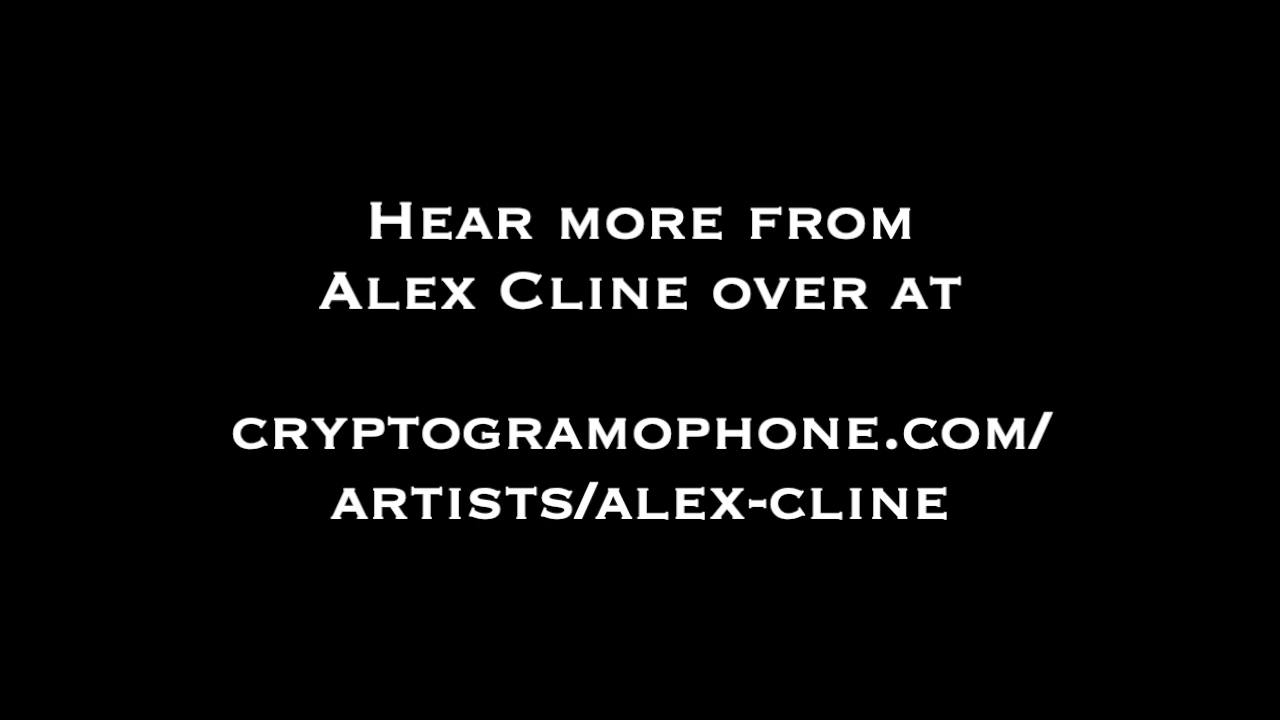 Hear more from
Alex Cline over at
cryptogramophone.com/
artists/alex-cline